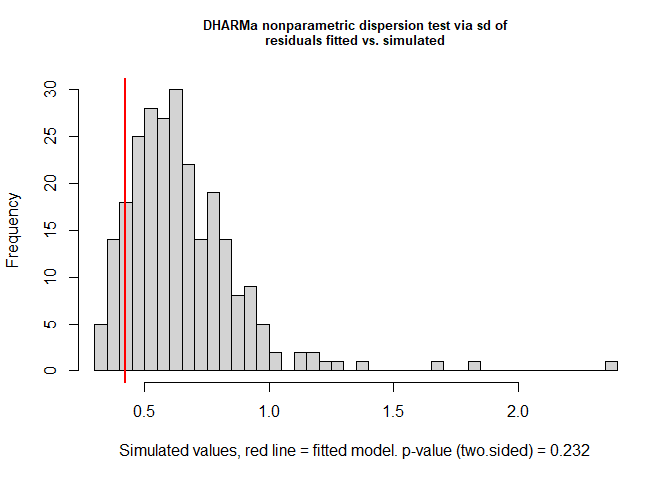 DHARMa nonparametric dispersion test via sd of
residuals fitted vs. simulated
Frequency
30
25
20
15
10
5
0
0.5 1.0 1.5 2.0
Simulated values, red line = fitted model. p-value (two.sided) = 0.232